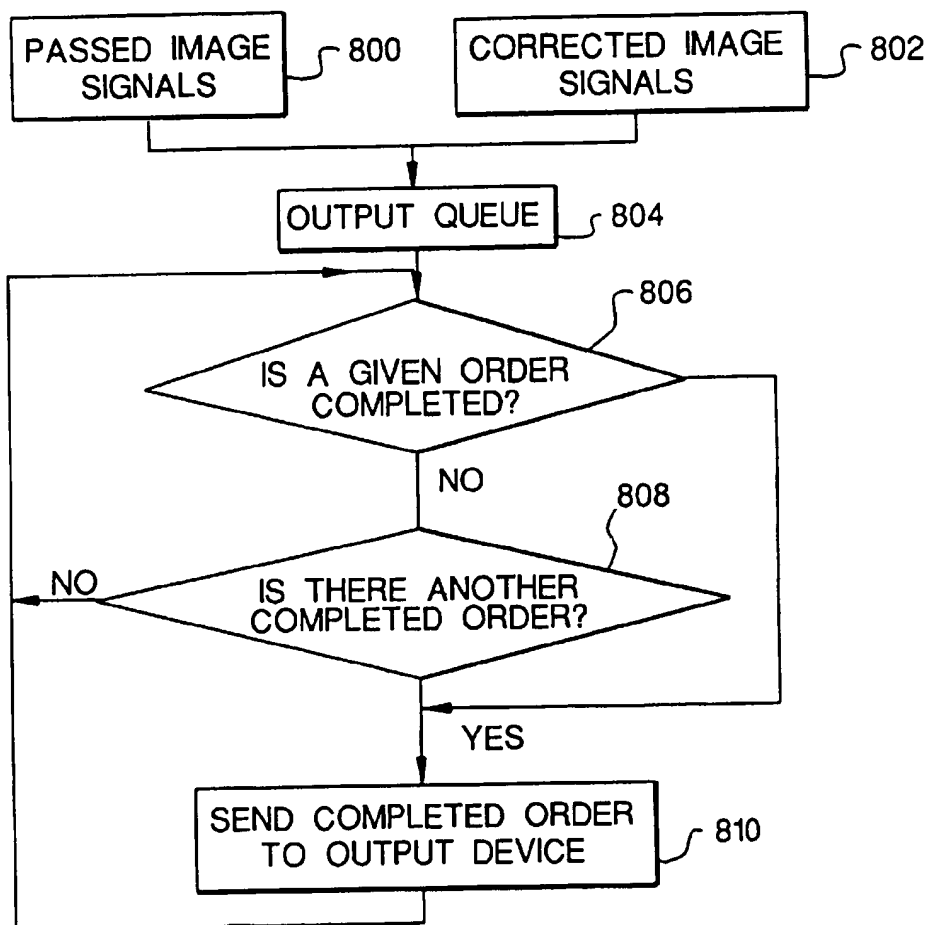 PASSED IMAGE
SIGNALS
800
CORRECTED IMAGE
SIGNALS
802
OUTPUT QUEUE
804
806
IS A GIVEN ORDER
COMPLETED?
NO
808
NO
IS THERE ANOTHER
COMPLETED ORDER?
YES
SEND COMPLETED ORDER
TO OUTPUT DEVICE
810